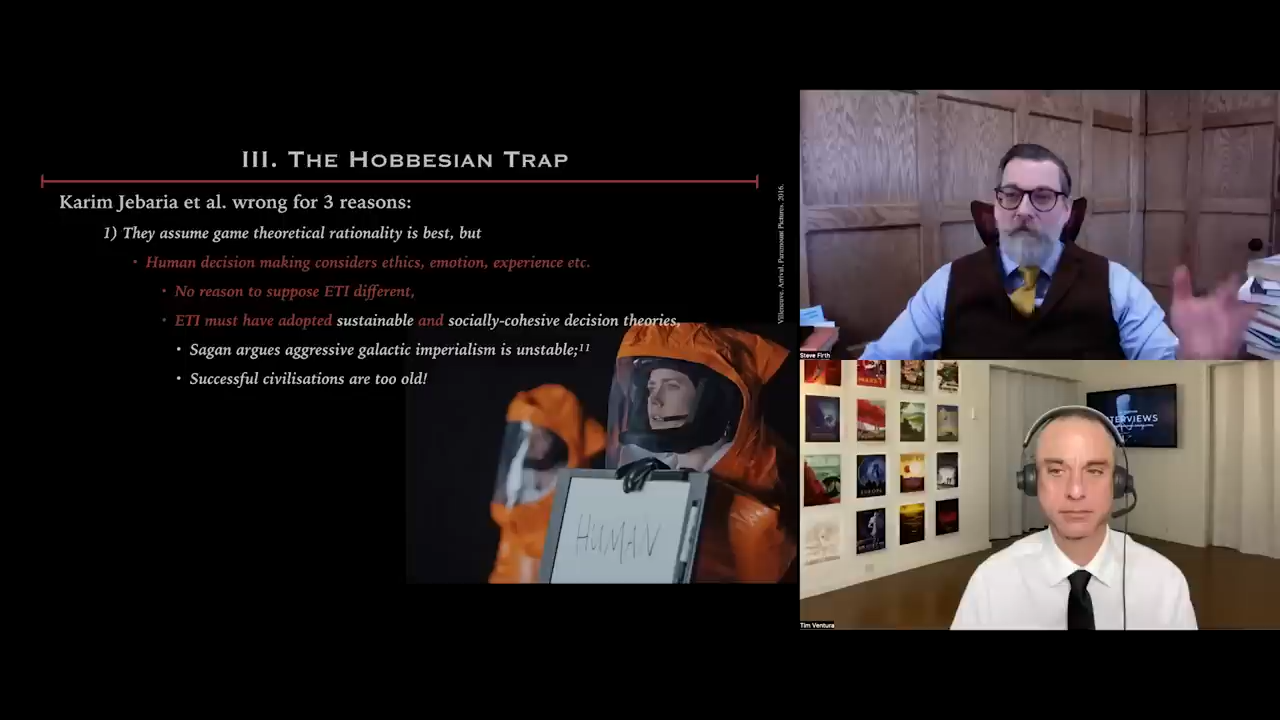 III. The Hobbesian Trap
Karim Jebaria et al. wrong for 3 reasons:
1) They assume game theoretical rationality is best, but
• Human decision making considers ethics, emotion, experience etc.
• No reason to suppose ETI different,
• ETI must have adopted sustainable and socially-cohesive decision theories,
• Sagan argues aggressive galactic imperialism is unstable;¹¹
• Successful civilisations are too old!
HUMAN
Villeneuve. Arrival. Paramount Pictures. 2016.
Steve Firth
TERVIEWS
EUROPA
Tim Ventura